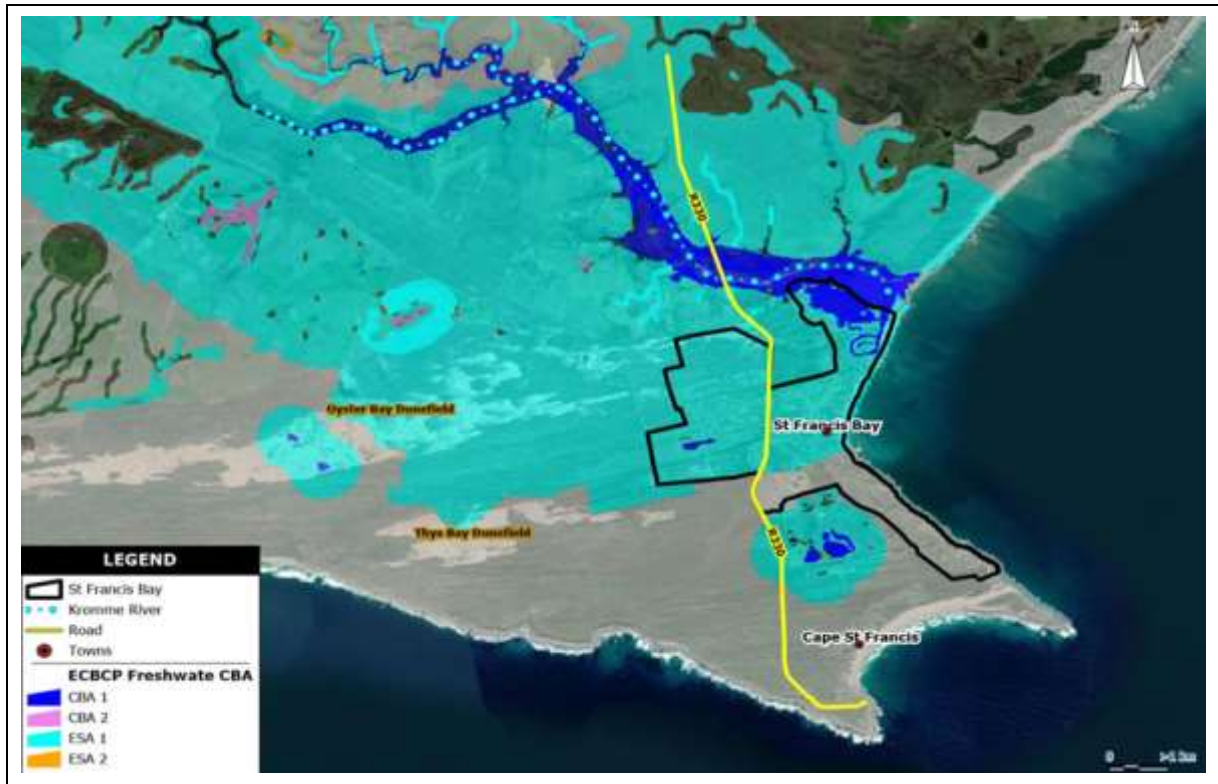 R330
Oyster Bay Dunefield
St Francis Bay
Thys Bay Dunefield
R330
Cape St Francis
LEGEND
St Francis Bay
Kromme River
Road
Towns
ECBCP Freshwate CBA
CBA 1
CBA 2
ESA 1
ESA 2
0